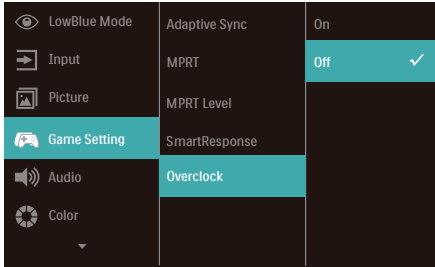 LowBlue Mode
Input
Picture
Game Setting
Audio
Color
Adaptive Sync
MPRT
MPRT Level
SmartResponse
Overclock
On
Off